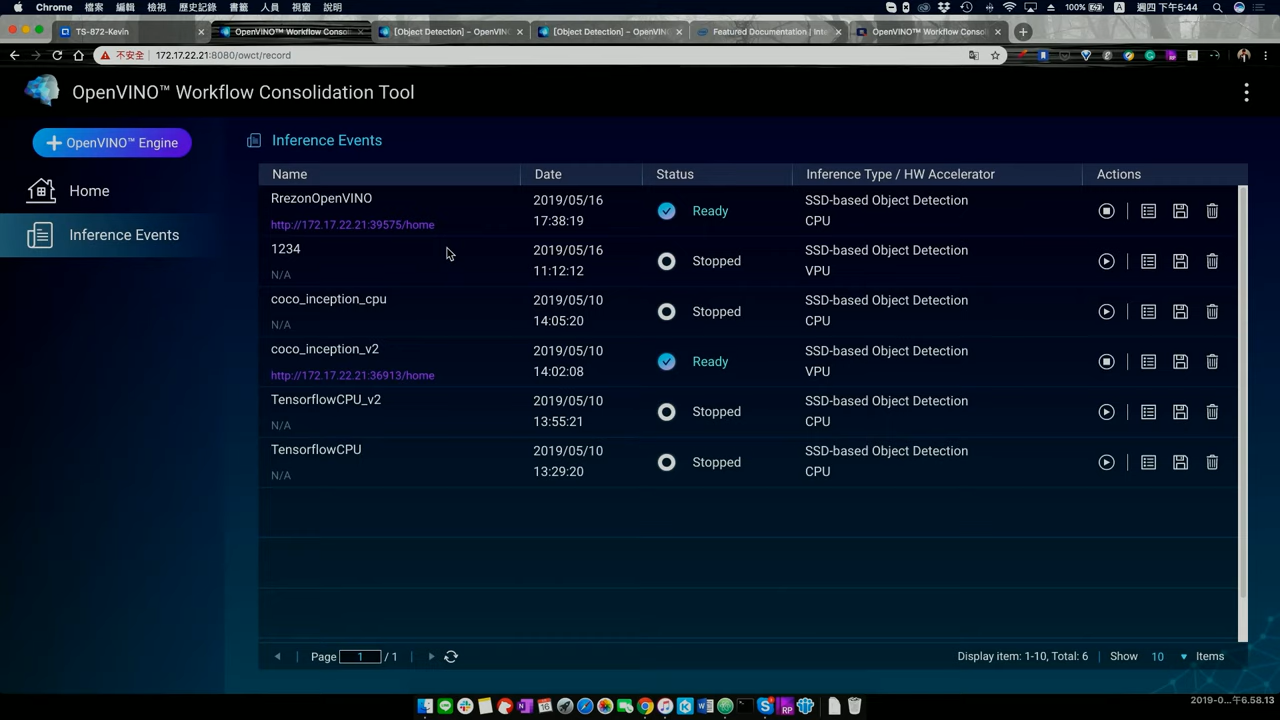 Chrome 檔案 編輯 檢視 歷史記錄 書籤 人員 視窗 說明 100% A 週四 下午5:44
TS-872-Kevin
OpenVINO™ Workflow Consoli
[Object Detection] – OpenVIN
[Object Detection] – OpenVIN
Featured Documentation | Int
OpenVINO™ Workflow Consol
不安全 172.17.22.21:8080/owct/record
OpenVINO™ Workflow Consolidation Tool
OpenVINO™ Engine
Home
Inference Events
Inference Events
Name Date Status Inference Type / HW Accelerator Actions
RrezonOpenVINO 2019/05/16 Ready SSD-based Object Detection
http://172.17.22.21:39575/home 17:38:19 CPU
1234 2019/05/16 Stopped SSD-based Object Detection
N/A 11:12:12 VPU
coco_inception_cpu 2019/05/10 Stopped SSD-based Object Detection
N/A 14:05:20 CPU
coco_inception_v2 2019/05/10 Ready SSD-based Object Detection
http://172.17.22.21:36913/home 14:02:08 VPU
TensorflowCPU_v2 2019/05/10 Stopped SSD-based Object Detection
N/A 13:55:21 CPU
TensorflowCPU 2019/05/10 Stopped SSD-based Object Detection
N/A 13:29:20 CPU
Page 1 / 1 Display item: 1-10, Total: 6 Show 10 Items
2019-0...午6.58.13